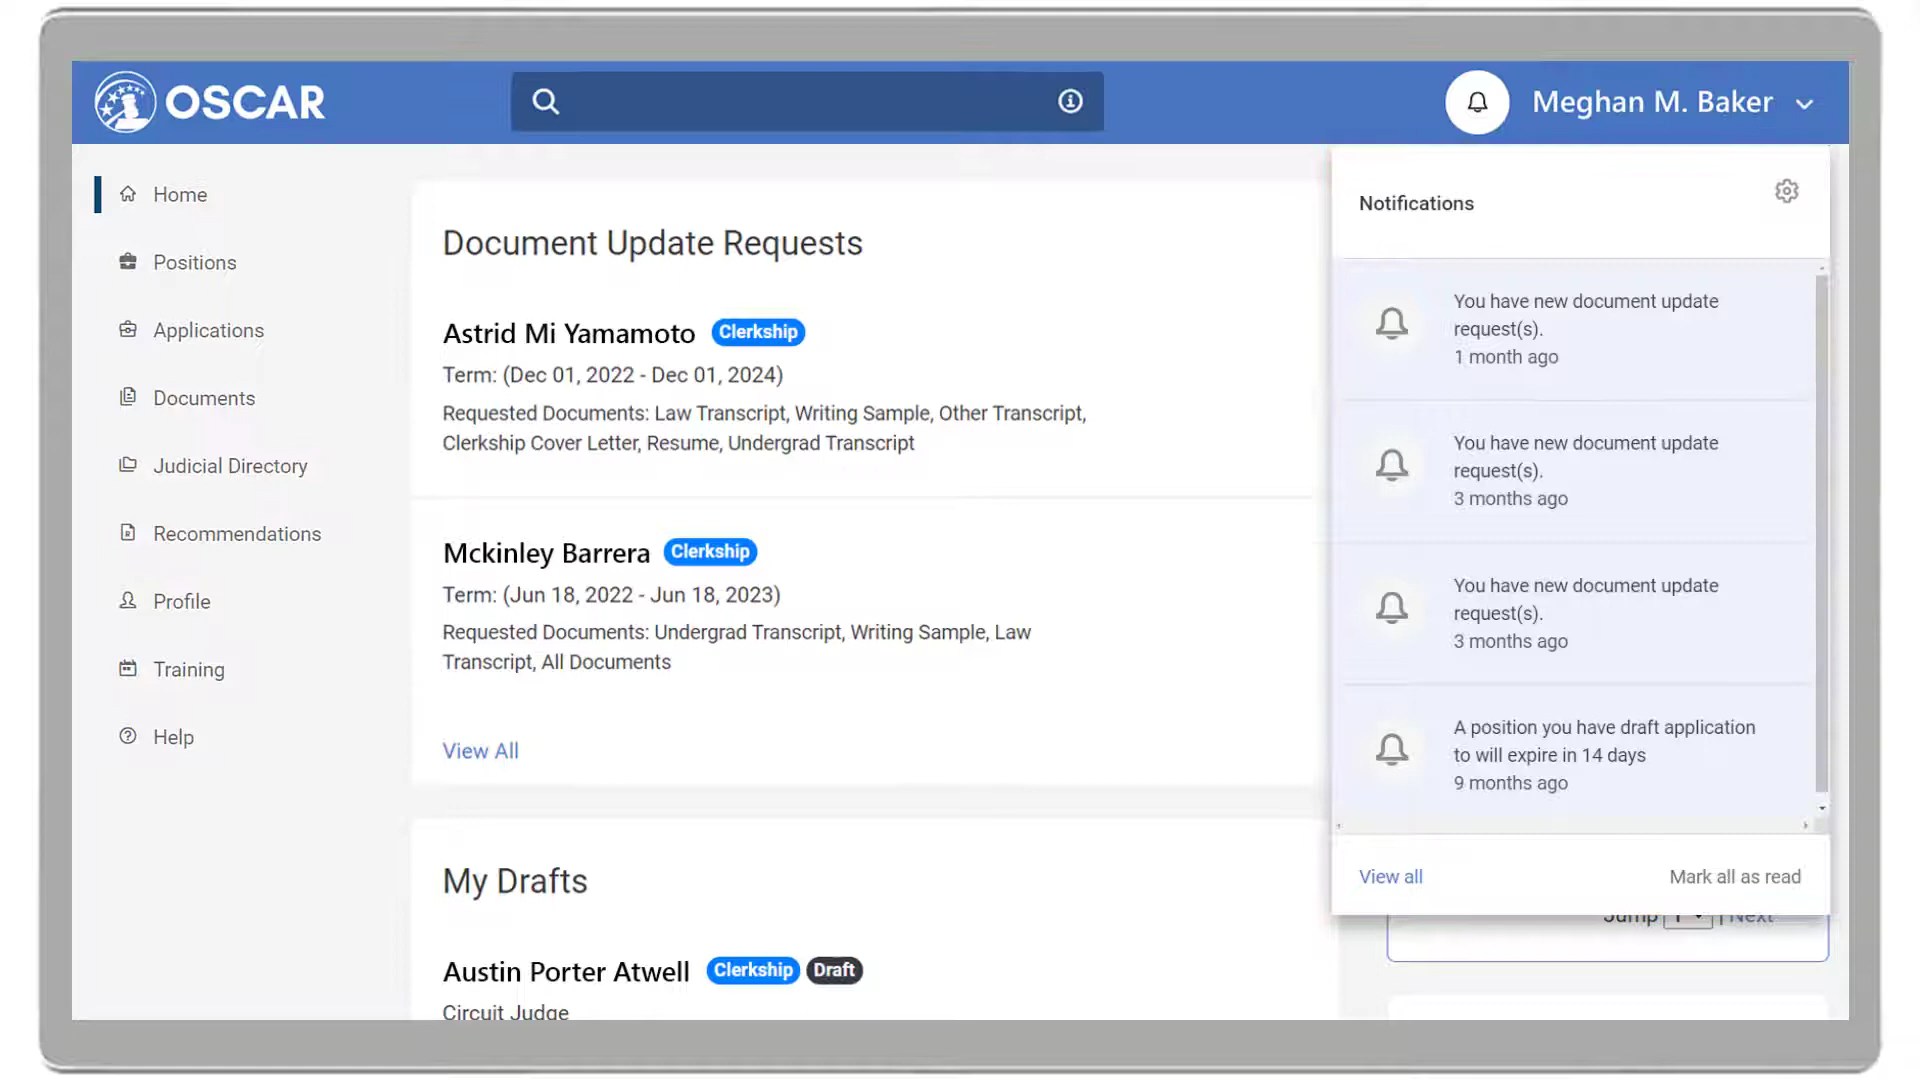 OSCAR
Meghan M. Baker
Home
Positions
Applications
Documents
Judicial Directory
Recommendations
Profile
Training
Help
Document Update Requests
Astrid Mi Yamamoto Clerkship
Term: (Dec 01, 2022 - Dec 01, 2024)
Requested Documents: Law Transcript, Writing Sample, Other Transcript,
Clerkship Cover Letter, Resume, Undergrad Transcript
Mckinley Barrera Clerkship
Term: (Jun 18, 2022 - Jun 18, 2023)
Requested Documents: Undergrad Transcript, Writing Sample, Law
Transcript, All Documents
View All
My Drafts
Austin Porter Atwell Clerkship Draft
Circuit Judge
Notifications
You have new document update
request(s).
1 month ago
You have new document update
request(s).
3 months ago
You have new document update
request(s).
3 months ago
A position you have draft application
to will expire in 14 days
9 months ago
View all
Mark all as read
Jump 1 | Next